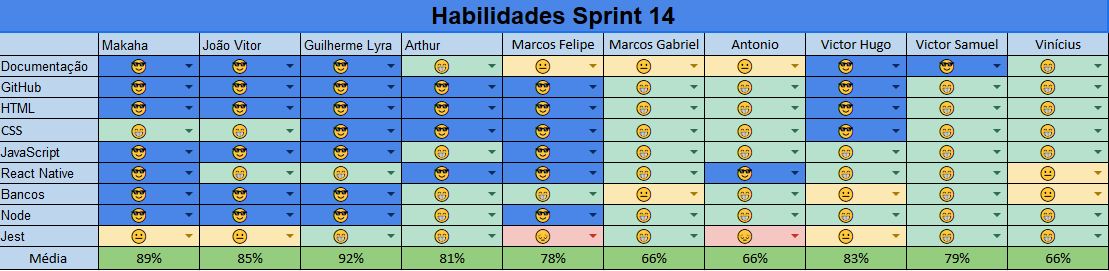 Habilidades Sprint 14
Makaha João Vitor Guilherme Lyra Arthur Marcos Felipe Marcos Gabriel Antonio Victor Hugo Victor Samuel Vinícius
Documentação
GitHub
HTML
CSS
JavaScript
React Native
Bancos
Node
Jest
Média 89% 85% 92% 81% 78% 66% 66% 83% 79% 66%